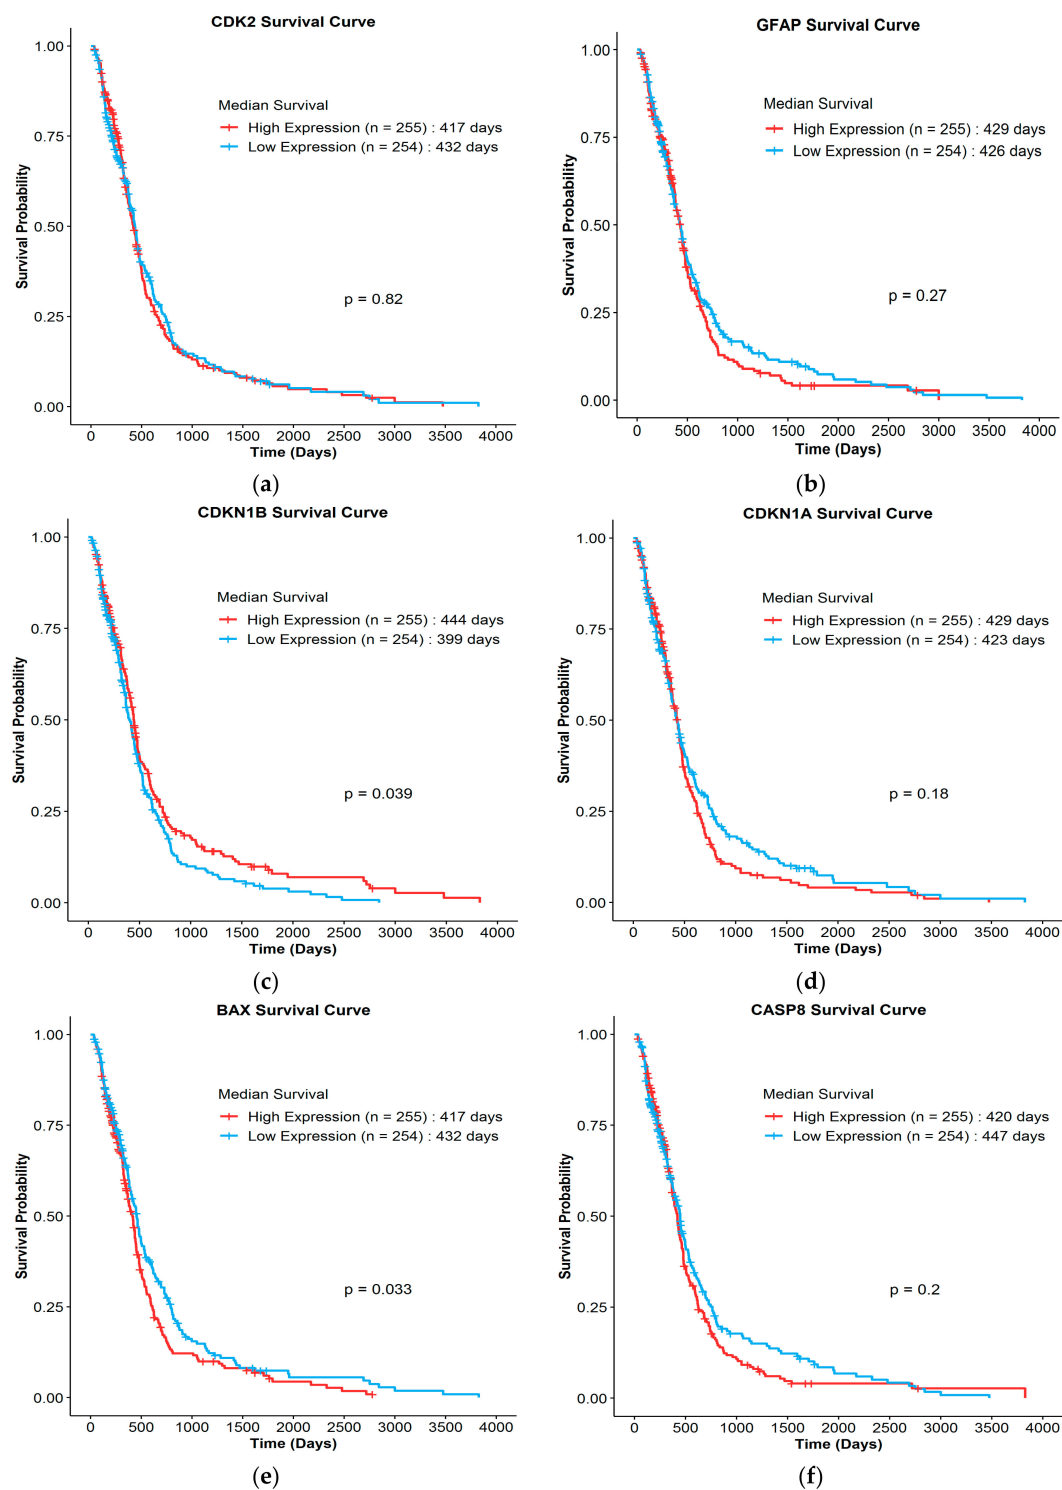 CDK2 Survival Curve
1.00
0.75
0.50
0.25
0.00
Survival Probability
Median Survival
High Expression (n = 255) : 417 days
Low Expression (n = 254) : 432 days
p = 0.82
0 500 1000 1500 2000 2500 3000 3500 4000
Time (Days)
(a)
GFAP Survival Curve
1.00
0.75
0.50
0.25
0.00
Survival Probability
Median Survival
High Expression (n = 255) : 429 days
Low Expression (n = 254) : 426 days
p = 0.27
0 500 1000 1500 2000 2500 3000 3500 4000
Time (Days)
(b)
CDKN1B Survival Curve
1.00
0.75
0.50
0.25
0.00
Survival Probability
Median Survival
High Expression (n = 255) : 444 days
Low Expression (n = 254) : 399 days
p = 0.039
0 500 1000 1500 2000 2500 3000 3500 4000
Time (Days)
(c)
CDKN1A Survival Curve
1.00
0.75
0.50
0.25
0.00
Survival Probability
Median Survival
High Expression (n = 255) : 429 days
Low Expression (n = 254) : 423 days
p = 0.18
0 500 1000 1500 2000 2500 3000 3500 4000
Time (Days)
(d)
BAX Survival Curve
1.00
0.75
0.50
0.25
0.00
Survival Probability
Median Survival
High Expression (n = 255) : 417 days
Low Expression (n = 254) : 432 days
p = 0.033
0 500 1000 1500 2000 2500 3000 3500 4000
Time (Days)
(e)
CASP8 Survival Curve
1.00
0.75
0.50
0.25
0.00
Survival Probability
Median Survival
High Expression (n = 255) : 420 days
Low Expression (n = 254) : 447 days
p = 0.2
0 500 1000 1500 2000 2500 3000 3500 4000
Time (Days)
(f)